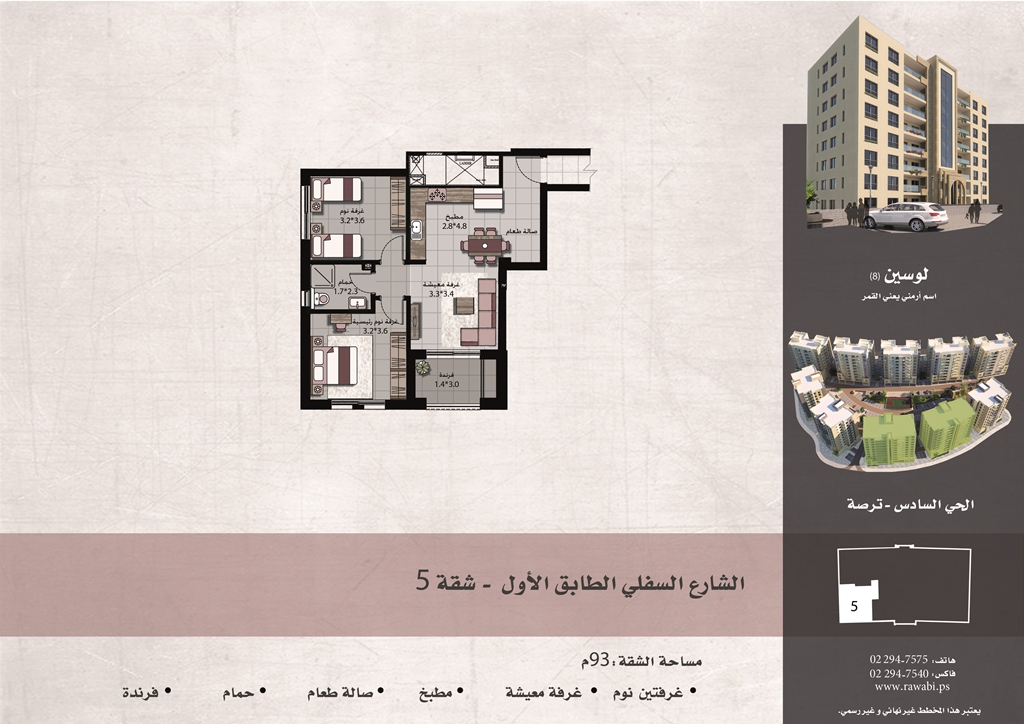 غرفة نوم
3.2*3.6
مطبخ
2.8*4.8
صالة طعام
حمام
1.7*2.3
غرفة معيشة
3.3*3.4
غرفة نوم رئيسية
3.2*3.6
فرندة
1.4*3.0
لوسين (8)
اسم أرمني يعني القمر
الحي السادس - ترصة
5
الشارع السفلي الطابق الأول - شقة 5
مساحة الشقة: 93م
• غرفتين نوم • غرفة معيشة • مطبخ • صالة طعام • حمام • فرندة
هاتف: 02 294-7575
فاكس: 02 294-7540
www.rawabi.ps
يعتبر هذا المخطط غير نهائي و غير رسمي.